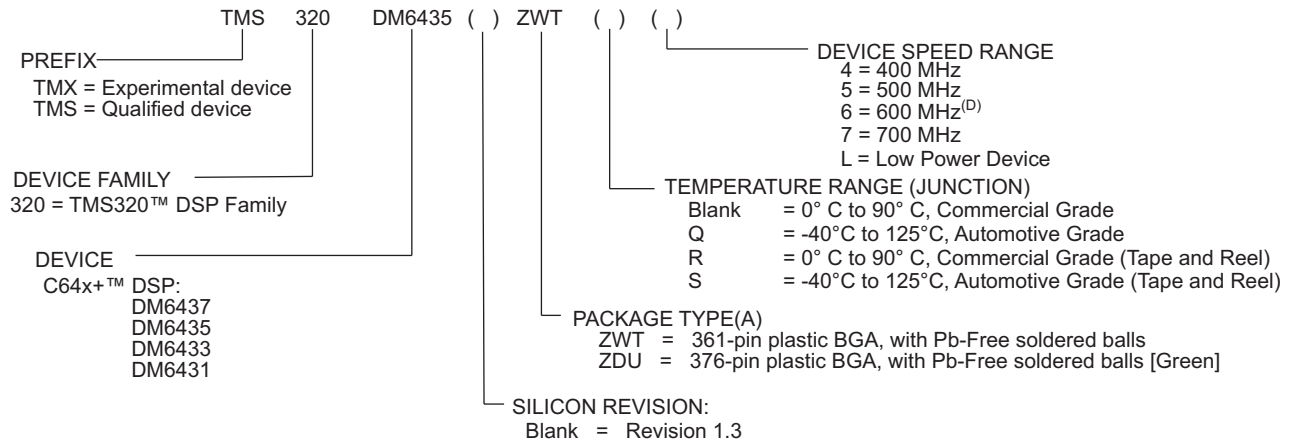 TMS 320 DM6435 ( ) ZWT ( ) ( )
PREFIX
TMX = Experimental device
TMS = Qualified device
DEVICE SPEED RANGE
4 = 400 MHz
5 = 500 MHz
6 = 600 MHz(D)
7 = 700 MHz
L = Low Power Device
DEVICE FAMILY
320 = TMS320™ DSP Family
TEMPERATURE RANGE (JUNCTION)
Blank = 0° C to 90° C, Commercial Grade
Q = -40°C to 125°C, Automotive Grade
R = 0° C to 90° C, Commercial Grade (Tape and Reel)
S = -40°C to 125°C, Automotive Grade (Tape and Reel)
DEVICE
C64x+™ DSP:
DM6437
DM6435
DM6433
DM6431
PACKAGE TYPE(A)
ZWT = 361-pin plastic BGA, with Pb-Free soldered balls
ZDU = 376-pin plastic BGA, with Pb-Free soldered balls [Green]
SILICON REVISION:
Blank = Revision 1.3